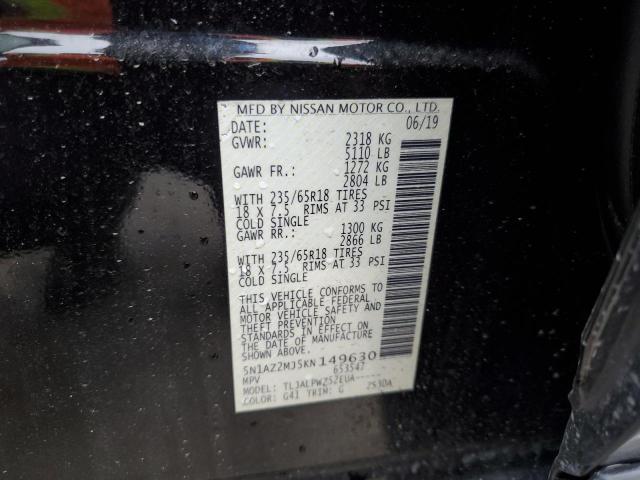 MFD BY NISSAN MOTOR CO., LTD.
DATE: 06/19
GVWR: 2318 KG
5110 LB
GAWR FR.: 1272 KG
2804 LB
WITH 235/65R18 TIRES
18 X 7.5 RIMS AT 33 PSI
COLD SINGLE
GAWR RR.: 1300 KG
2866 LB
WITH 235/65R18 TIRES
18 X 7.5 RIMS AT 33 PSI
COLD SINGLE
THIS VEHICLE CONFORMS TO
ALL APPLICABLE FEDERAL
MOTOR VEHICLE SAFETY AND
THEFT PREVENTION
STANDARDS IN EFFECT ON
THE DATE OF MANUFACTURE
SHOWN ABOVE.
5N1AZ2MJ5KN149630
MPV 653547
MODEL: TLJALPWZ52EUA-----
COLOR: G41 TRIM: G ZS3DA